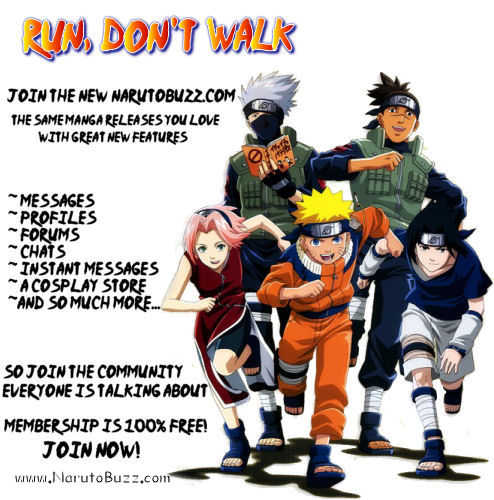 RUN, DON'T WALK
JOIN THE NEW NARUTOBUZZ.COM
THE SAME MANGA RELEASES YOU LOVE
WITH GREAT NEW FEATURES
~MESSAGES
~PROFILES
~FORUMS
~CHATS
~INSTANT MESSAGES
~A COSPLAY STORE
~AND SO MUCH MORE...
SO JOIN THE COMMUNITY
EVERYONE IS TALKING ABOUT
MEMBERSHIP IS 100% FREE!
JOIN NOW!
www.NarutoBuzz.com